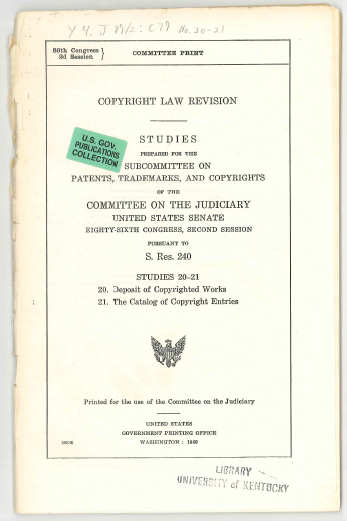 Y 4. J 89/2: C 79 No. 20-21
86th Congress
2d Session
COMMITTEE PRINT
COPYRIGHT LAW REVISION
STUDIES
PREPARED FOR THE
U.S. GOV.
PUBLICATIONS
COLLECTION
SUBCOMMITTEE ON
PATENTS, TRADEMARKS, AND COPYRIGHTS
OF THE
COMMITTEE ON THE JUDICIARY
UNITED STATES SENATE
EIGHTY-SIXTH CONGRESS, SECOND SESSION
PURSUANT TO
S. Res. 240
STUDIES 20–21
20. Deposit of Copyrighted Works
21. The Catalog of Copyright Entries
Printed for the use of the Committee on the Judiciary
UNITED STATES
GOVERNMENT PRINTING OFFICE
WASHINGTON : 1960
LIBRARY
UNIVERSITY of KENTUCKY